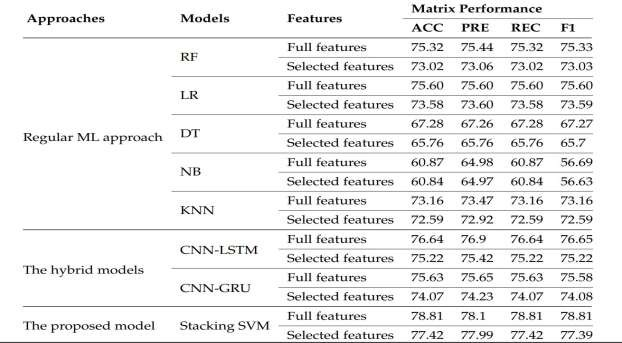 Approaches Models Features Matrix Performance
ACC PRE REC F1
RF Full features 75.32 75.44 75.32 75.33
Selected features 73.02 73.06 73.02 73.03
LR Full features 75.60 75.60 75.60 75.60
Selected features 73.58 73.60 73.58 73.59
Regular ML approach DT Full features 67.28 67.26 67.28 67.27
Selected features 65.76 65.76 65.76 65.7
NB Full features 60.87 64.98 60.87 56.69
Selected features 60.84 64.97 60.84 56.63
KNN Full features 73.16 73.47 73.16 73.16
Selected features 72.59 72.92 72.59 72.59
The hybrid models CNN-LSTM Full features 76.64 76.9 76.64 76.65
Selected features 75.22 75.42 75.22 75.22
CNN-GRU Full features 75.63 75.65 75.63 75.58
Selected features 74.07 74.23 74.07 74.08
The proposed model Stacking SVM Full features 78.81 78.1 78.81 78.81
Selected features 77.42 77.99 77.42 77.39